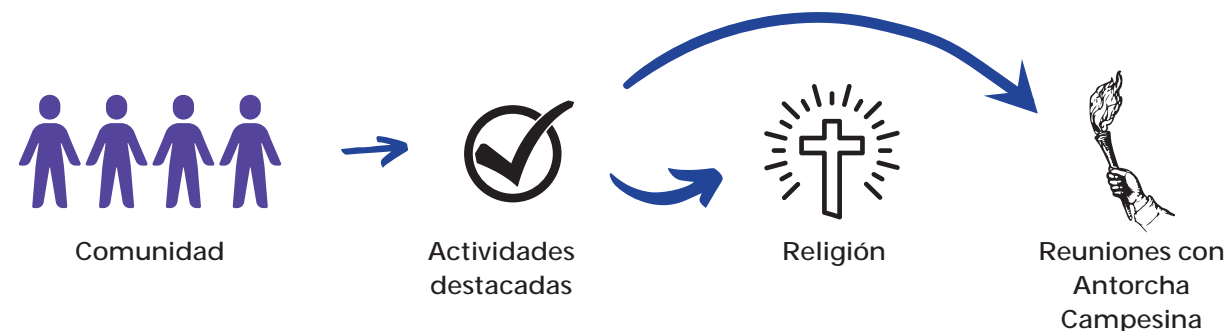 Comunidad
Actividades
destacadas
Religión
Reuniones con
Antorcha
Campesina